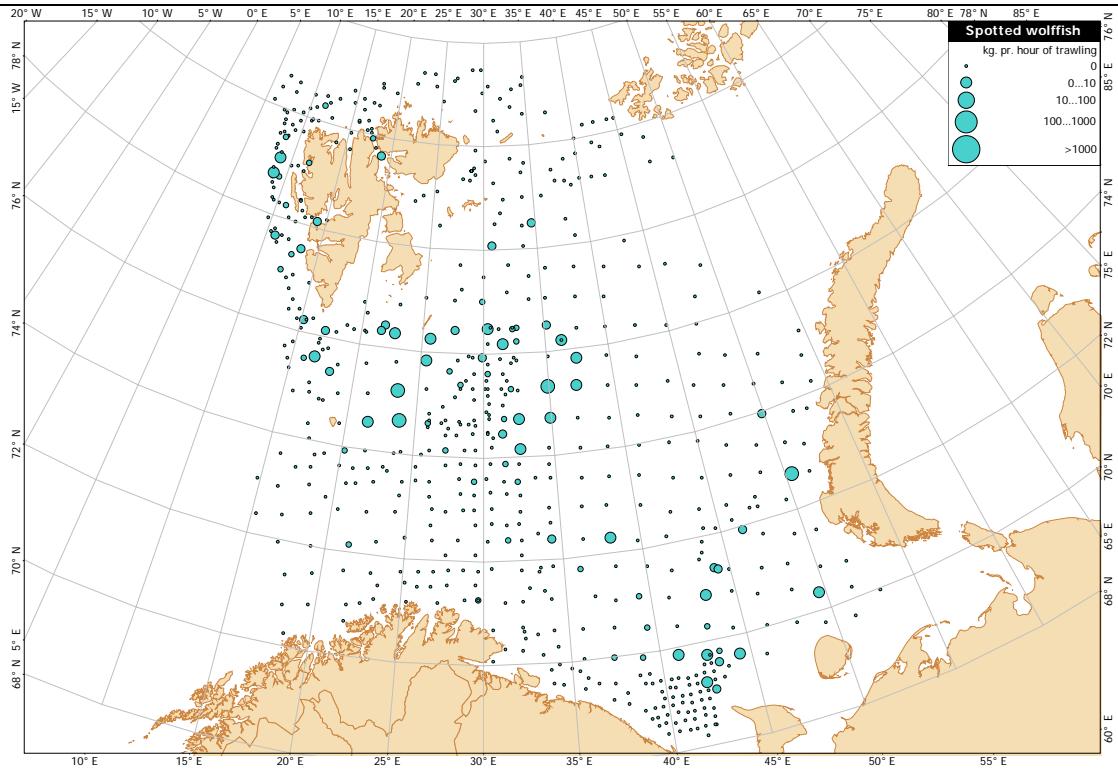 20° W 15° W 10° W 5° W 0° E 5° E 10° E 15° E 20° E 25° E 30° E 35° E 40° E 45° E 50° E 55° E 60° E 65° E 70° E 75° E 80° E 78° N 85° E
76° N
Spotted wolffish
kg. pr. hour of trawling
0
0...10
10...100
100...1000
>1000
78° N
15° W
76° N
74° N
72° N
70° N
5° E
68° N
85° E
74° N
75° E
72° N
70° E
70° N
65° E
68° N
60° E
10° E 15° E 20° E 25° E 30° E 35° E 40° E 45° E 50° E 55° E